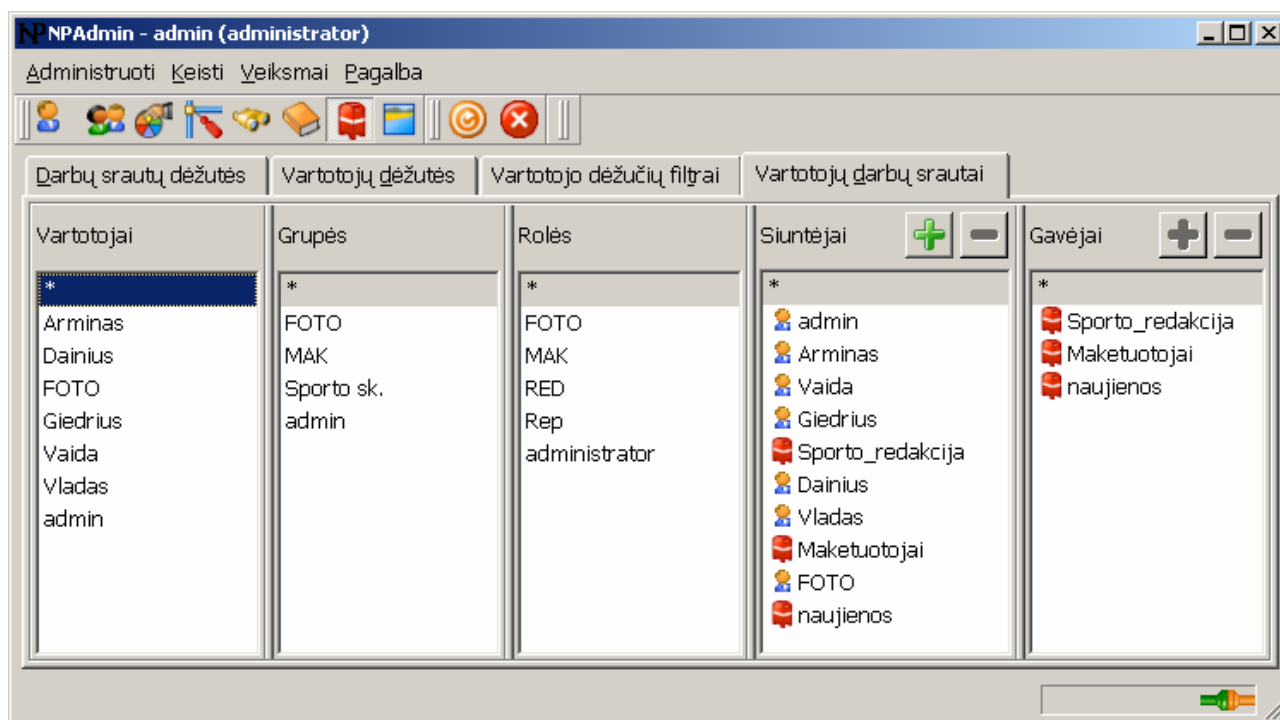 NP NPAdmin - admin (administrator)
Administruoti Keisti Veiksmai Pagalba
Darbų srautų dėžutės Vartotojų dėžutės Vartotojo dėžučių filtrai Vartotojų darbų srautai
Vartotojai Grupės Rolės Siuntėjai Gavėjai
* * * * *
Arminas FOTO FOTO admin Sporto_redakcija
Dainius MAK MAK Arminas Maketuotojai
FOTO Sporto sk. RED Vaida naujienos
Giedrius admin Rep Giedrius
Vaida administrator Sporto_redakcija
Vladas Dainius
admin Vladas
Maketuotojai
FOTO
naujienos